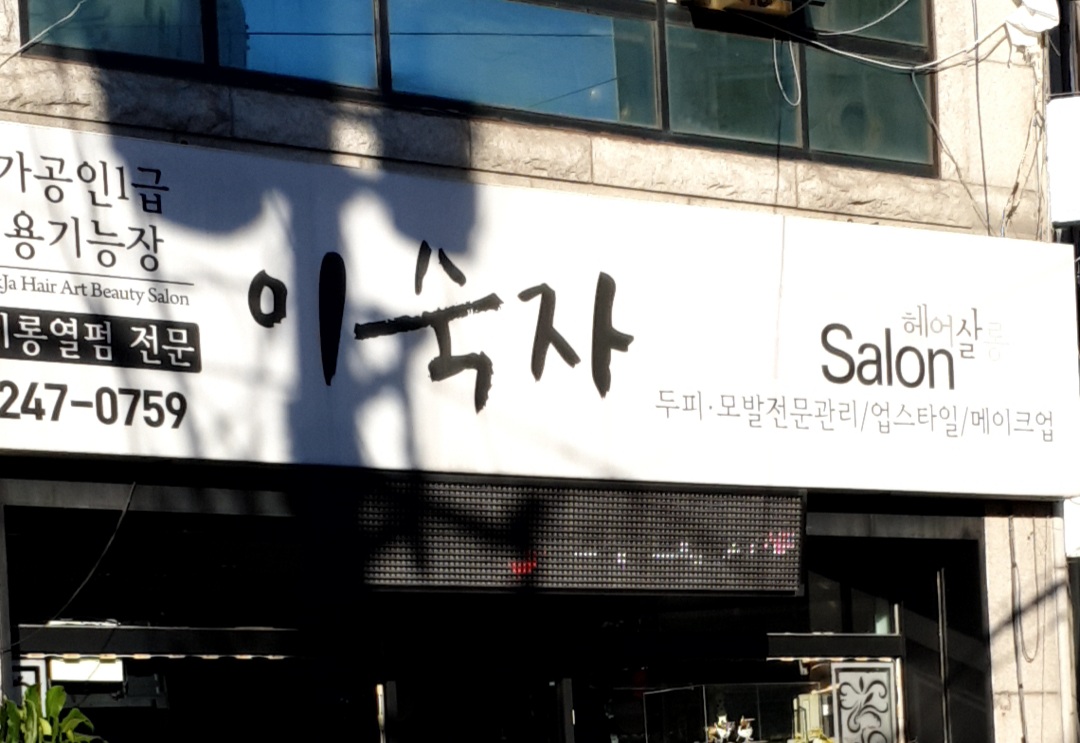 가공인1급
용기능장
Ja Hair Art Beauty Salon
롱열펌 전문
247-0759
이숙자
헤어살롱
Salon
두피·모발전문관리/업스타일/메이크업